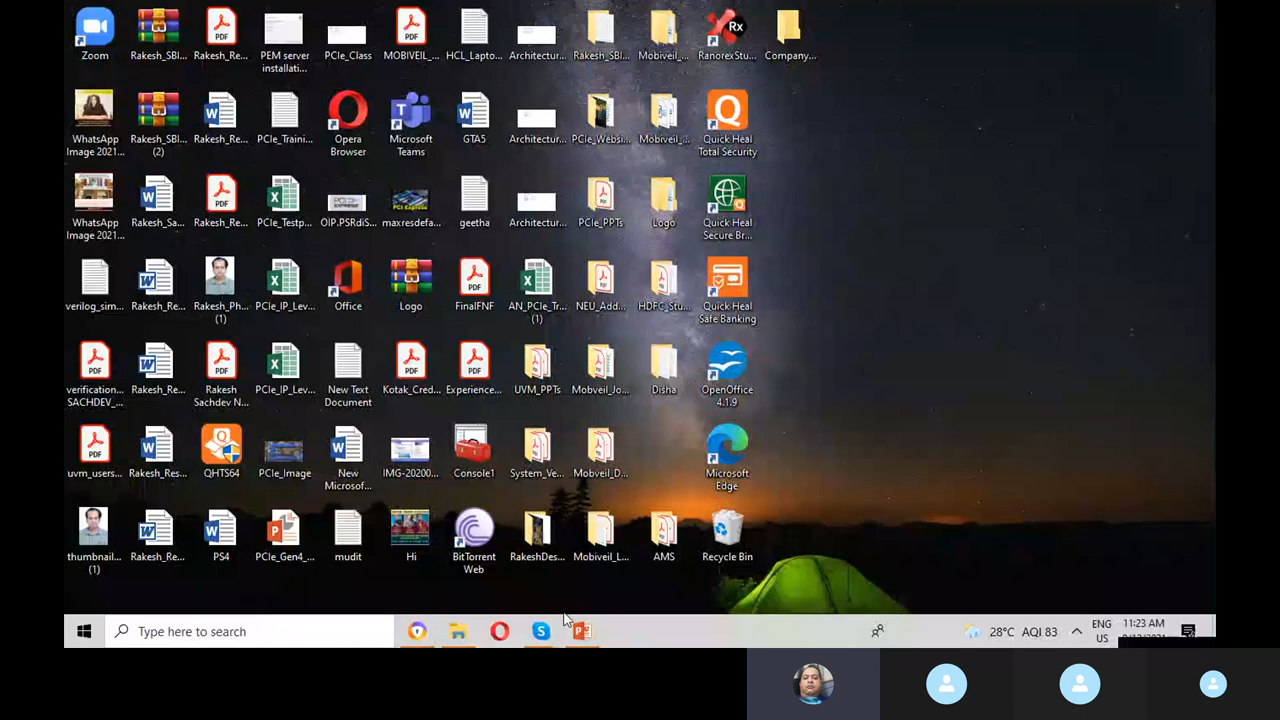 Zoom
Rakesh_SBI...
Rakesh_Re...
PEM server
installati...
PCIe_Class
MOBIVEIL_...
HCL_Lapto...
Architectur...
Rakesh_SBI...
Mobiveil_...
Rx
RanorexStu...
Company...
WhatsApp
Image 2021...
Rakesh_SBI...
(2)
Rakesh_Re...
PCIe_Traini...
Opera
Browser
Microsoft
Teams
GTA5
Architectur...
PCIe_Websi...
Mobiveil_...
Quick Heal
Total Security
WhatsApp
Image 2021...
Rakesh_Sa...
Rakesh_Re...
PCIe_Testp...
OIP.PSRdiS...
maxresdefa...
geetha
Architectur...
PCIe_PPTs
Logo
Quick Heal
Secure Br...
verilog_sim...
Rakesh_Re...
Rakesh_Ph...
(1)
PCIe_IP_Lev...
Office
Logo
FinalFNF
AN_PCIe_Tr...
(1)
NEU_Add...
HDFC_Stu...
Quick Heal
Safe Banking
verification...
SACHDEV_...
Rakesh_Re...
Rakesh
Sachdev N...
PCIe_IP_Lev...
New Text
Document
Kotak_Cred...
Experience...
UVM_PPTs
Mobveil_Jo...
Disha
OpenOffice
4.1.9
uvm_users...
Rakesh_Res...
QHTS64
PCIe_Image
New
Microsof...
IMG-20200...
Console1
System_Ve...
Mobveil_D...
Microsoft
Edge
thumbnail...
(1)
Rakesh_Re...
PS4
PCIe_Gen4_...
mudit
Hi
BitTorrent
Web
RakeshDes...
Mobiveil_L...
AMS
Recycle Bin
Type here to search
28°C AQI 83
ENG
US
11:23 AM